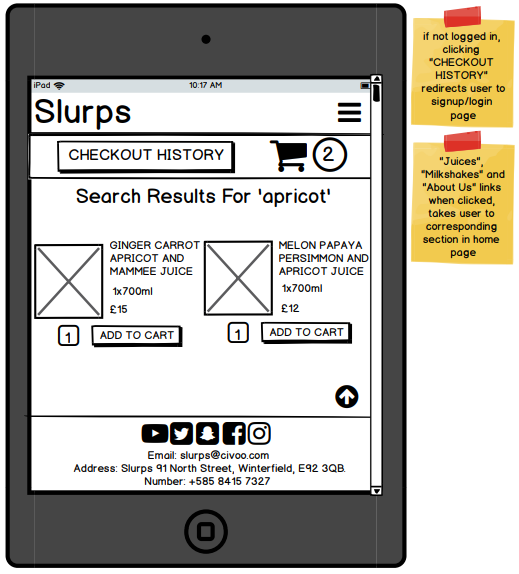 iPad
10:17 AM
Slurps
CHECKOUT HISTORY
2
Search Results For 'apricot'
GINGER CARROT
APRICOT AND
MAMMEE JUICE
1x700ml
£15
1
ADD TO CART
MELON PAPAYA
PERSIMMON AND
APRICOT JUICE
1x700ml
£12
1
ADD TO CART
Email: slurps@civoo.com
Address: Slurps 91 North Street, Winterfield, E92 3QB.
Number: +585 8415 7327
if not logged in,
clicking
"CHECKOUT
HISTORY"
redirects user to
signup/login
page
"Juices",
"Milkshakes" and
"About Us" links
when clicked,
takes user to
corresponding
section in home
page